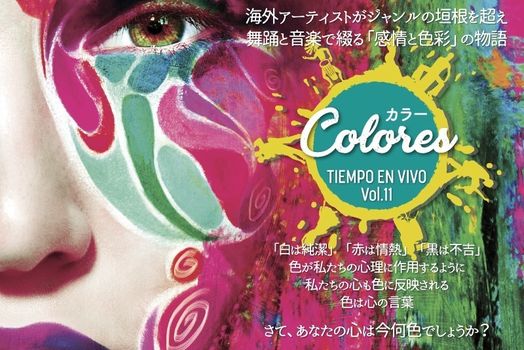 海外アーティストがジャンルの垣根を超え
舞踊と音楽で綴る「感情と色彩」の物語
カラー
Colores
TIEMPO EN VIVO
Vol.11
「白は純潔」、「赤は情熱」、「黒は不吉」
色が私たちの心理に作用するように
私たちの心も色に反映される
色は心の言葉
さて、あなたの心は今何色でしょうか？